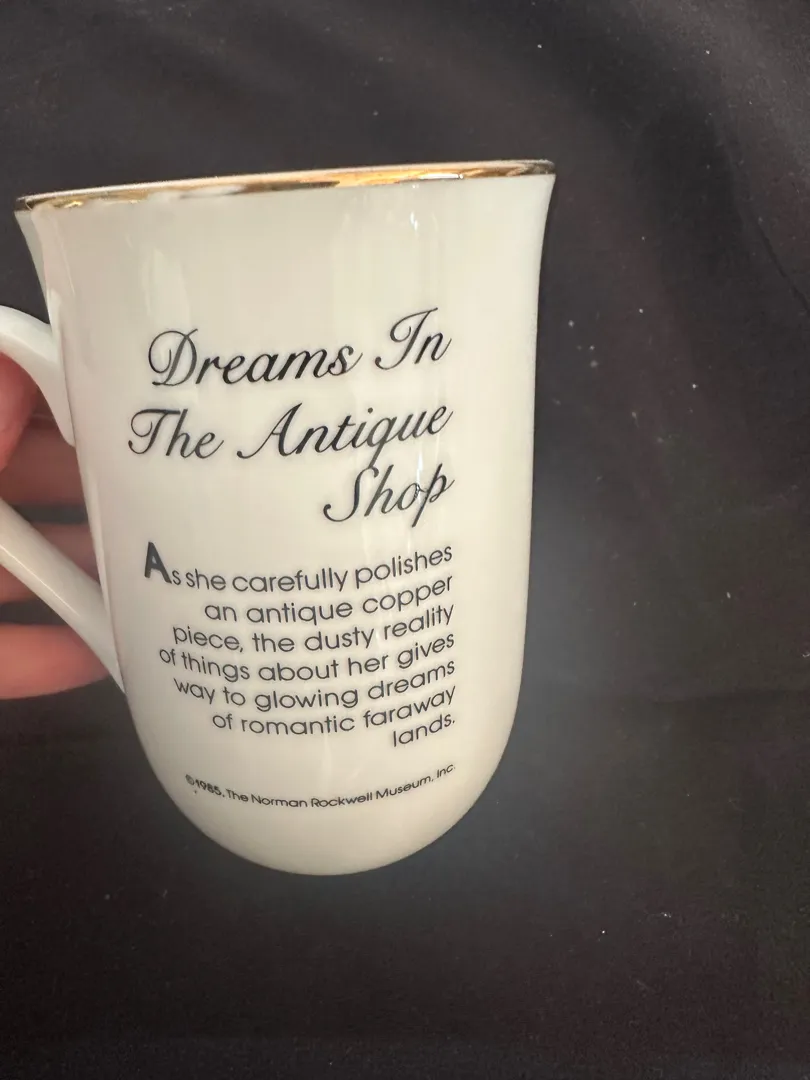 Dreams In
The Antique
Shop
As she carefully polishes
an antique copper
piece, the dusty reality
of things about her gives
way to glowing dreams
of romantic faraway
lands.
©1985, The Norman Rockwell Museum, Inc.